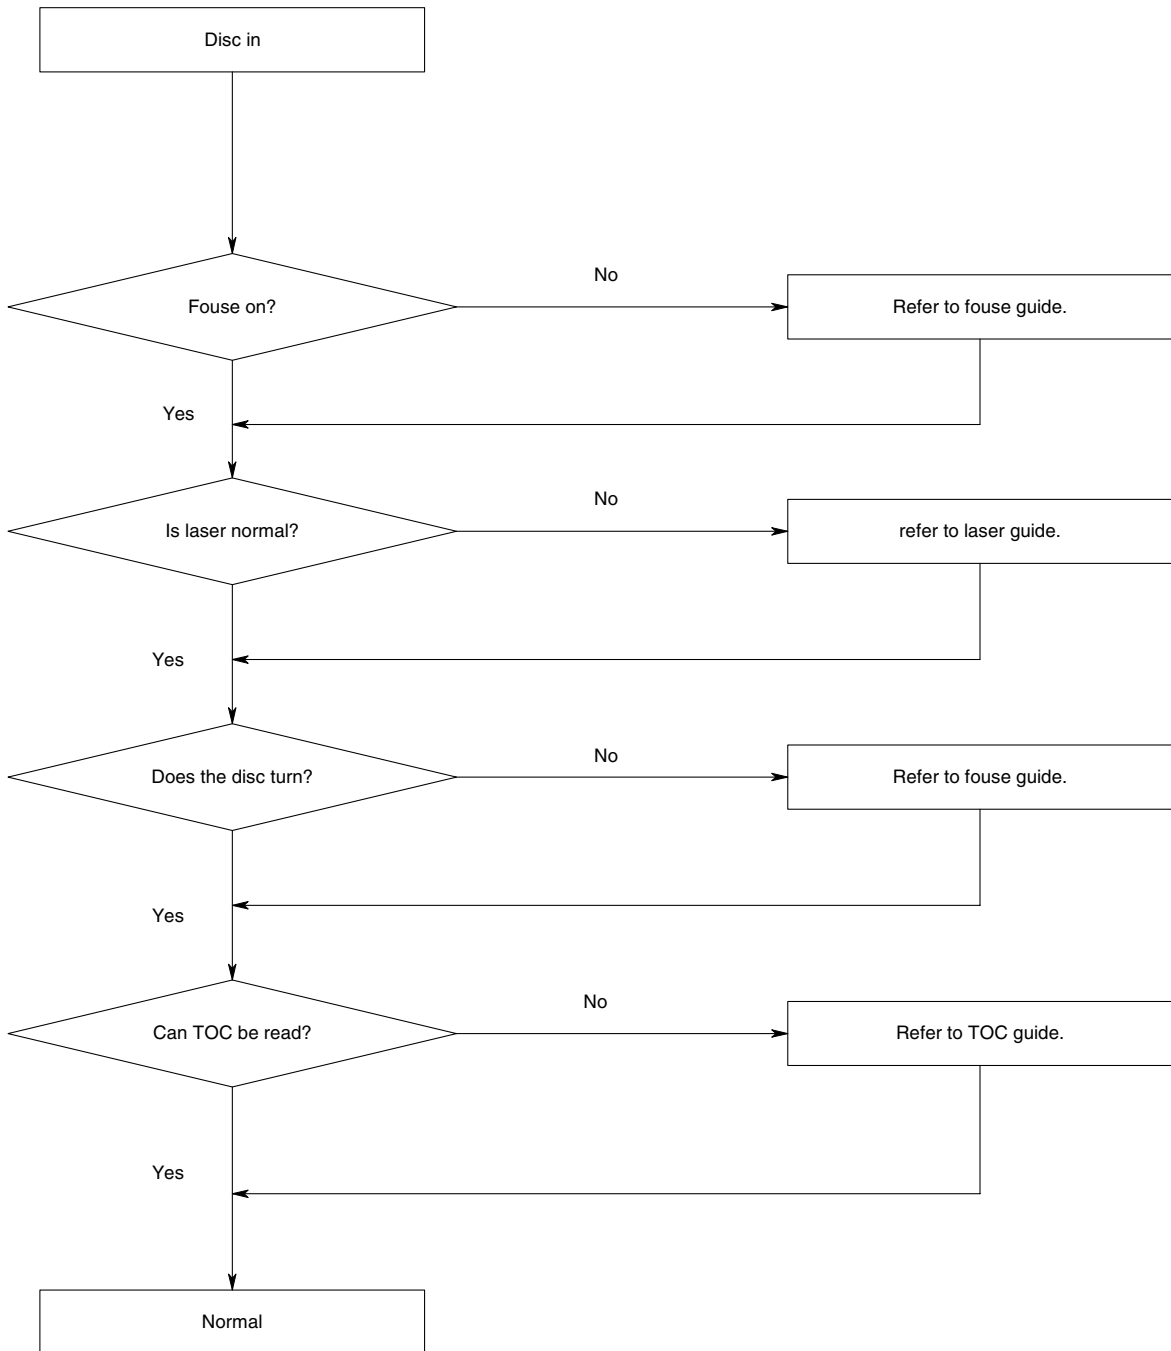 Disc in
Fouse on?
No
Refer to fouse guide.
Yes
Is laser normal?
No
refer to laser guide.
Yes
Does the disc turn?
No
Refer to fouse guide.
Yes
Can TOC be read?
No
Refer to TOC guide.
Yes
Normal